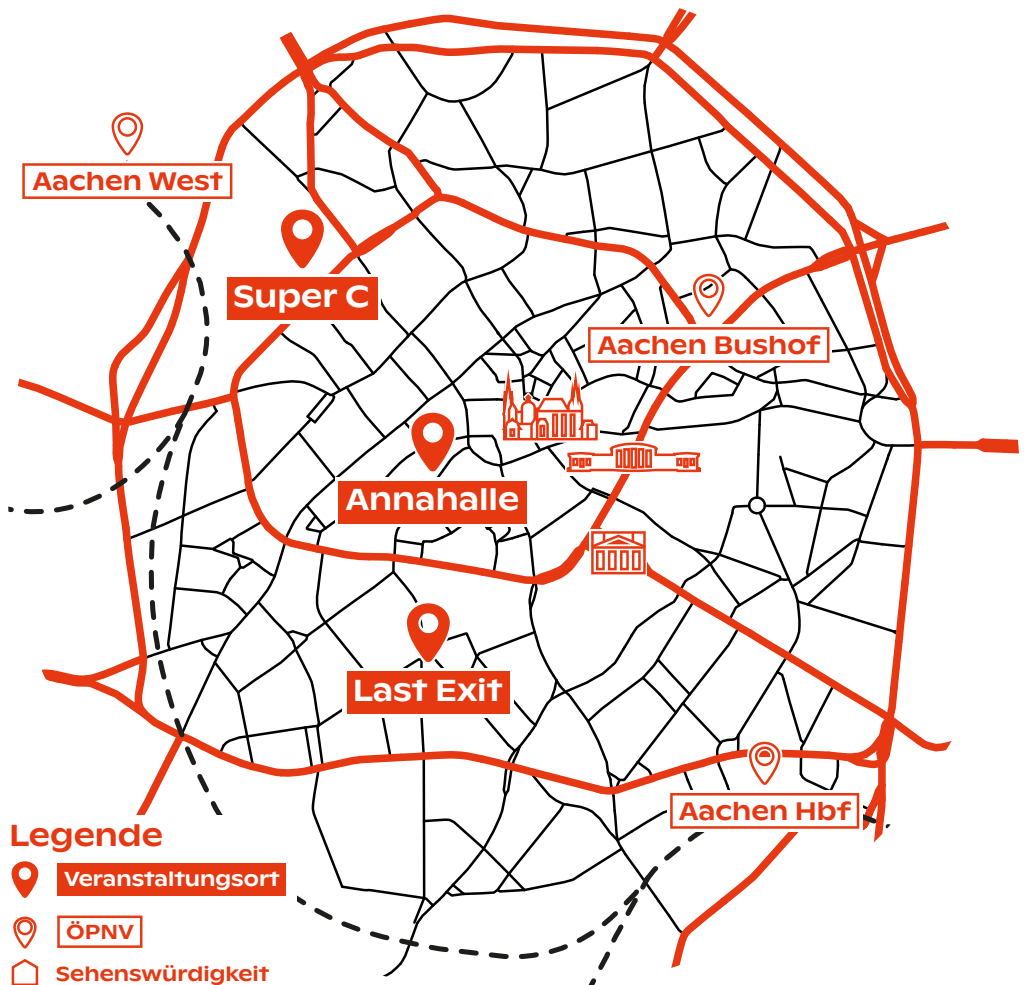 Aachen West
Super C
Aachen Bushof
Annahalle
Last Exit
Aachen Hbf
Legende
Veranstaltungsort
ÖPNV
Sehenswürdigkeit